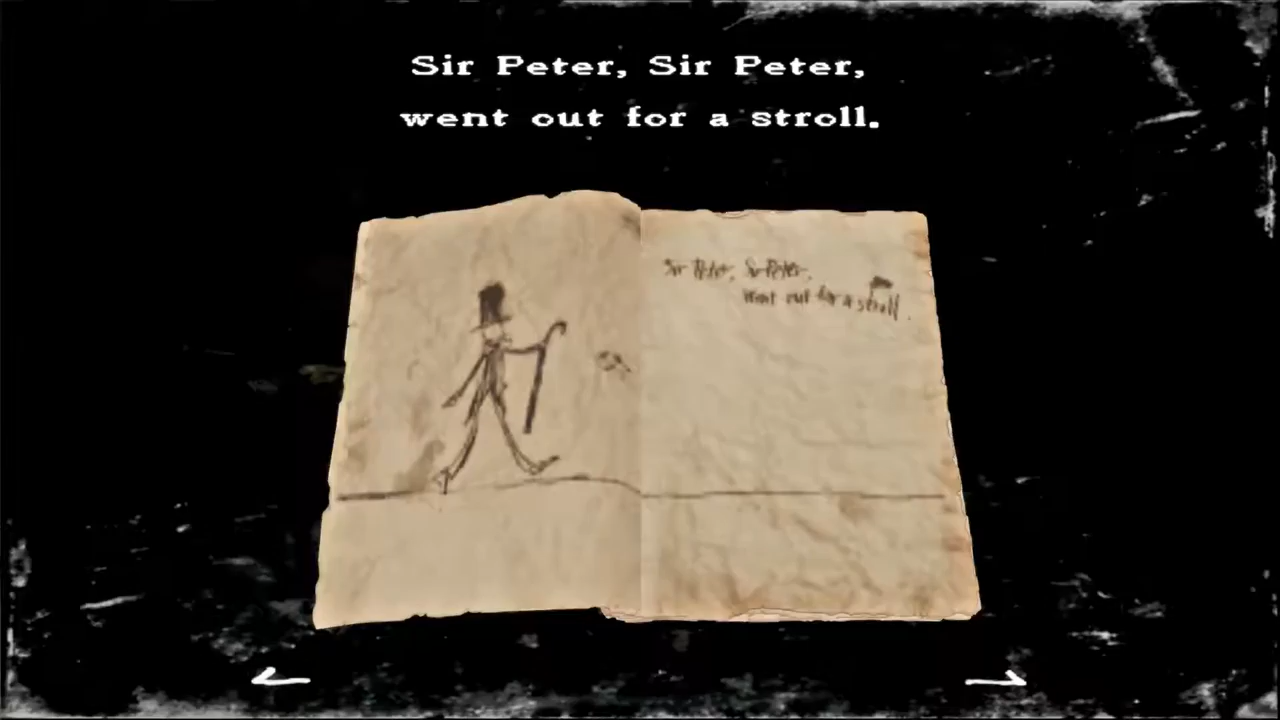 Sir Peter, Sir Peter,
went out for a stroll.
Sir Peter, Sir Peter,
went out for a stroll.